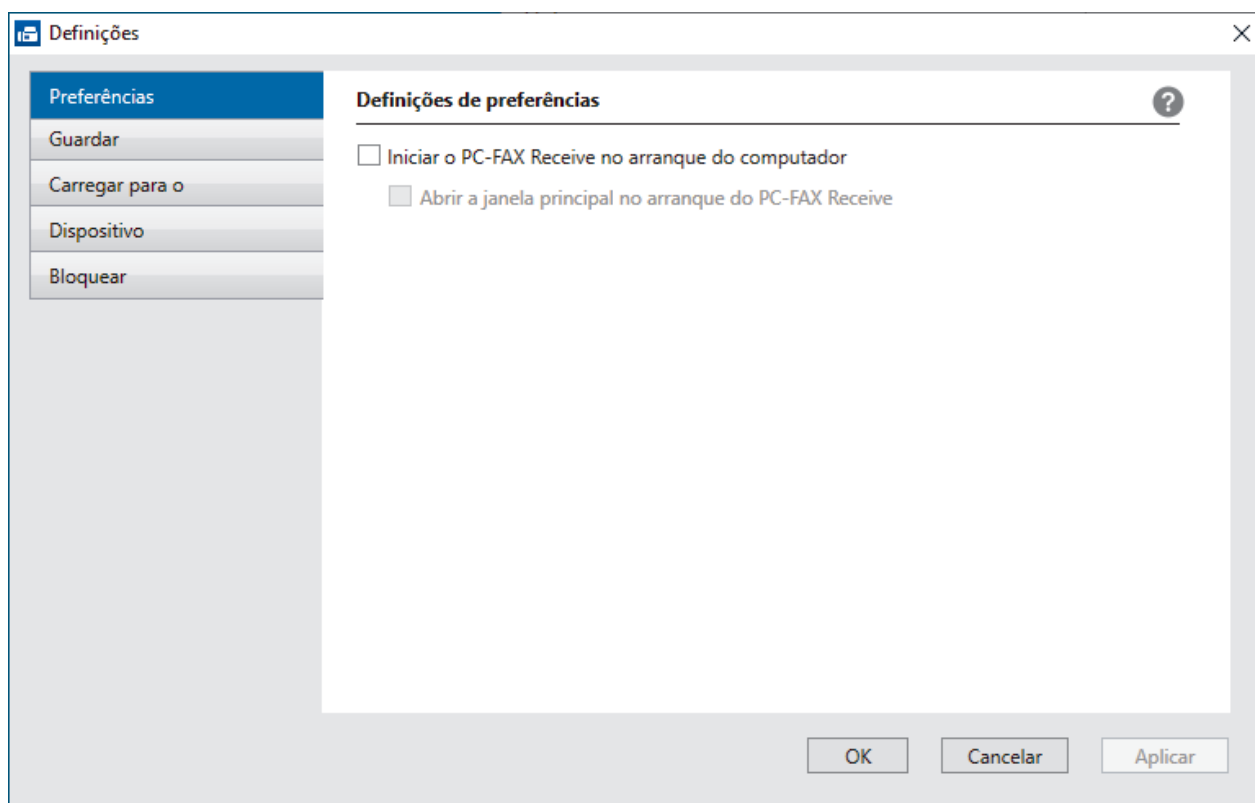 Definições
Preferências
Guardar
Carregar para o
Dispositivo
Bloquear
Definições de preferências
?
Iniciar o PC-FAX Receive no arranque do computador
Abrir a janela principal no arranque do PC-FAX Receive
OK
Cancelar
Aplicar